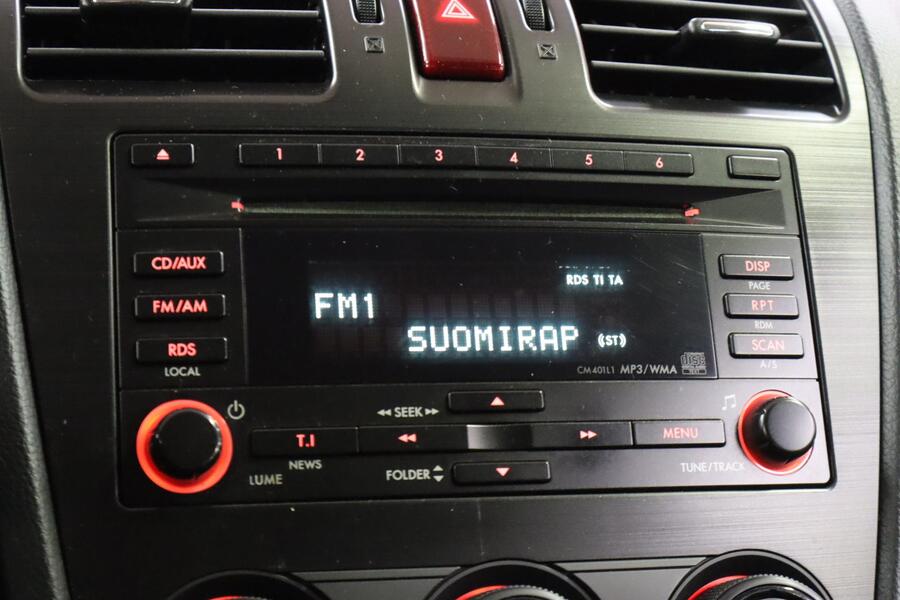 1 2 3 4 5 6
CD/AUX
RDS TI TA
DISP
PAGE
FM/AM
FM1
RPT
RDM
RDS
SUOMIRAP (ST)
SCAN
A/S
LOCAL
CM401L1 MP3/WMA
SEEK
T.I
MENU
NEWS
LUME
FOLDER
TUNE/TRACK